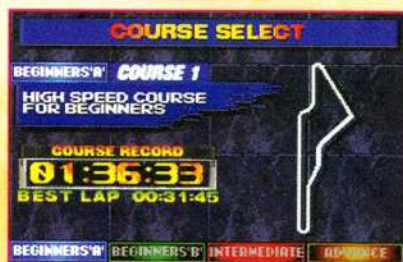 COURSE SELECT
BEGINNERS'A' COURSE 1
HIGH SPEED COURSE
FOR BEGINNERS
COURSE RECORD
01:36:33
BEST LAP 00:31:45
BEGINNERS'A' BEGINNERS'B' INTERMEDIATE ADVANCE